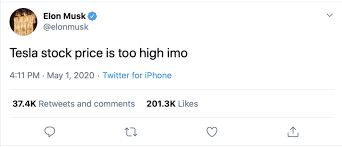 Elon Musk
@elonmusk
Tesla stock price is too high imo
4:11 PM · May 1, 2020 · Twitter for iPhone
37.4K Retweets and comments 201.3K Likes